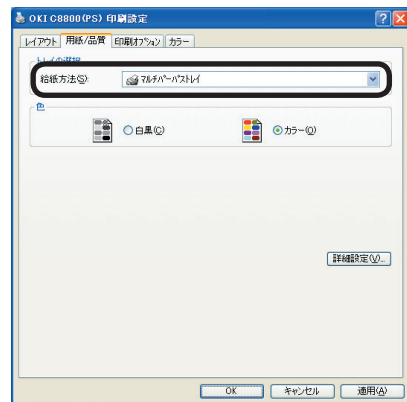 OKI C8800(PS) 印刷設定
レイアウト 用紙/品質 印刷オプション カラー
トレイの選択
給紙方法(S): マルチパーパストレイ
色
白黒(C) カラー(O)
詳細設定(V)...
OK キャンセル 適用(A)